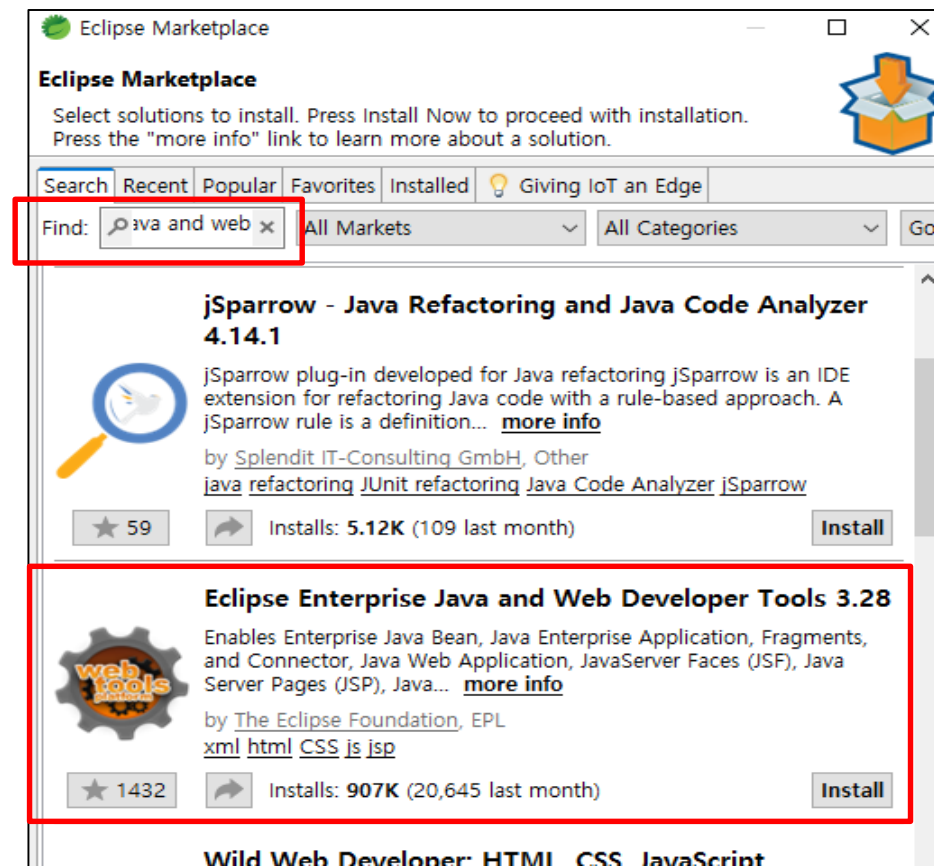 Eclipse Marketplace
Eclipse Marketplace
Select solutions to install. Press Install Now to proceed with installation.
Press the "more info" link to learn more about a solution.
Search Recent Popular Favorites Installed Giving IoT an Edge
Find: ava and web All Markets All Categories Go
jSparrow - Java Refactoring and Java Code Analyzer
4.14.1
jSparrow plug-in developed for Java refactoring jSparrow is an IDE
extension for refactoring Java code with a rule-based approach. A
jSparrow rule is a definition... more info
by Splendit IT-Consulting GmbH, Other
java refactoring JUnit refactoring Java Code Analyzer jSparrow
59 Installs: 5.12K (109 last month) Install
Eclipse Enterprise Java and Web Developer Tools 3.28
Enables Enterprise Java Bean, Java Enterprise Application, Fragments,
and Connector, Java Web Application, JavaServer Faces (JSF), Java
Server Pages (JSP), Java... more info
web
tools
platform
by The Eclipse Foundation, EPL
xml html CSS js jsp
1432 Installs: 907K (20,645 last month) Install
Wild Web Developer: HTML, CSS, JavaScript